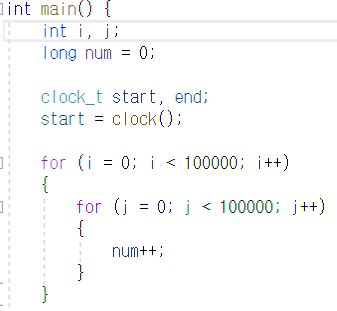 int main() {
    int i, j;
    long num = 0;

    clock_t start, end;
    start = clock();

    for (i = 0; i < 100000; i++)
    {
        for (j = 0; j < 100000; j++)
        {
            num++;
        }
    }